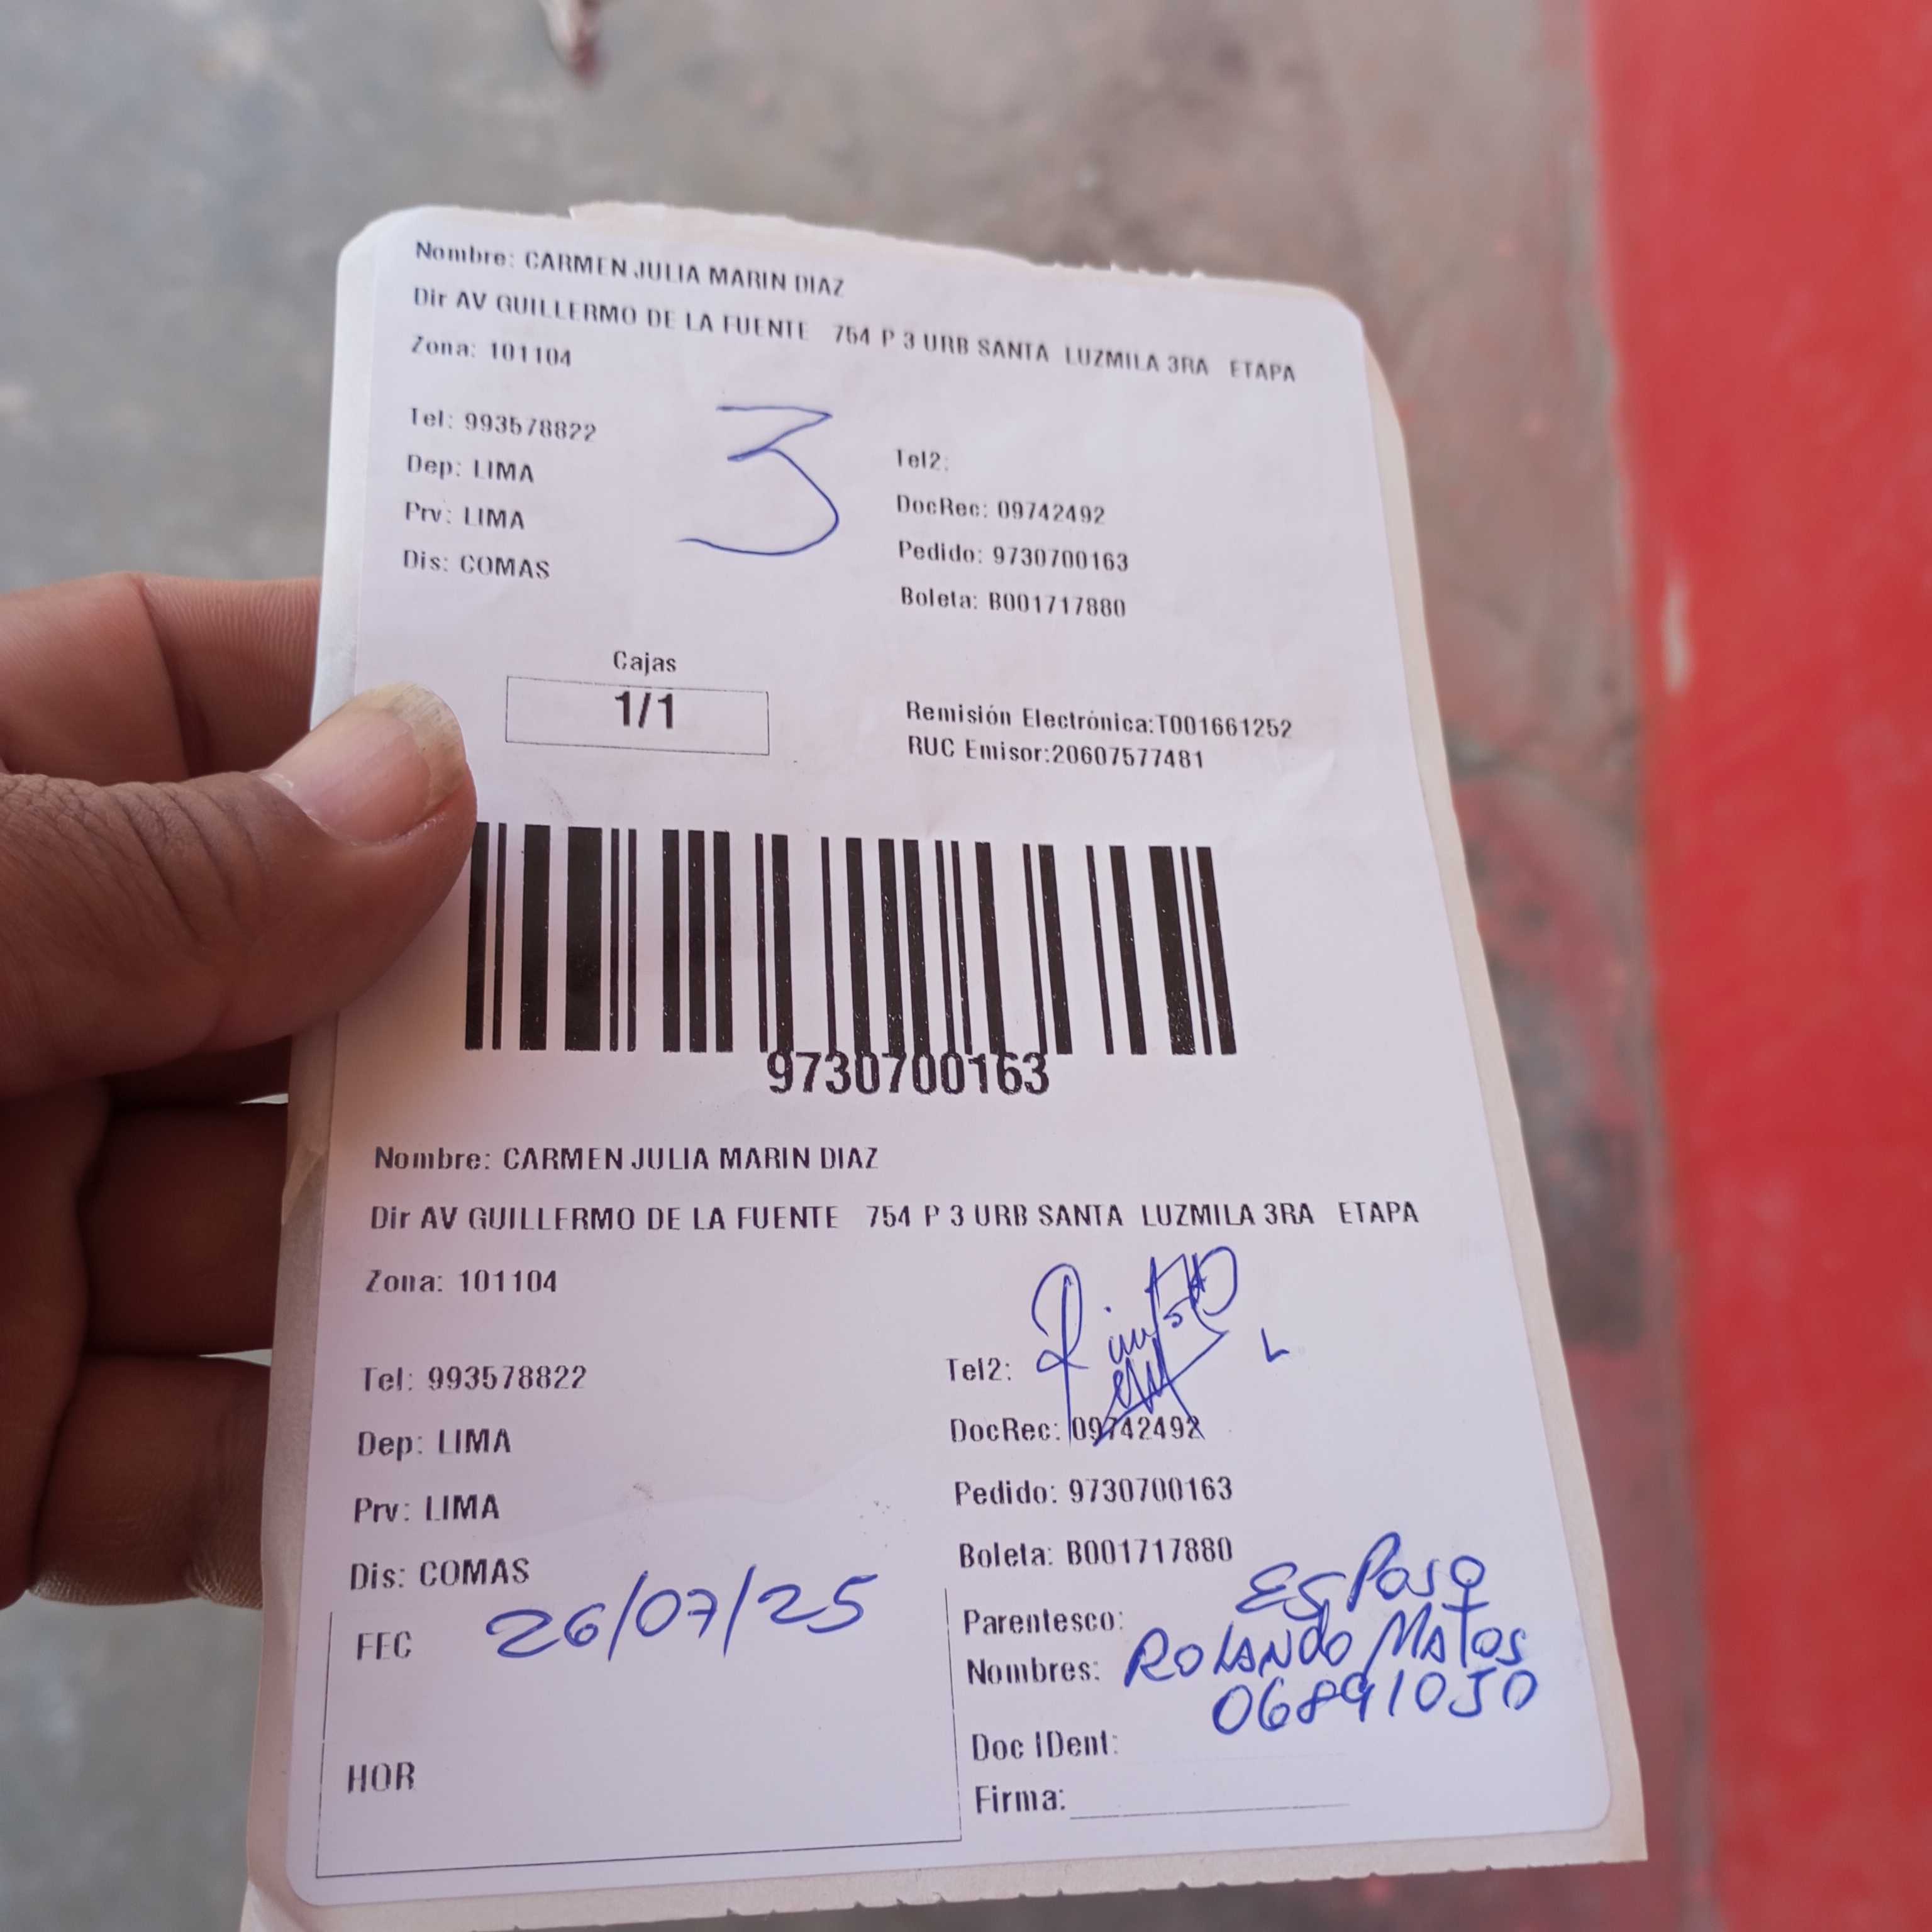 Nombre: CARMEN JULIA MARIN DIAZ
Dir AV GUILLERMO DE LA FUENTE 754 P 3 URB SANTA LUZMILA 3RA ETAPA
Zona: 101104
3
Tel: 993578822
Tel2:
Dep: LIMA
DocRec: 09742492
Prv: LIMA
Pedido: 9730700163
Dis: COMAS
Boleta: B001717880
Cajas
1/1
Remisión Electrónica:T001661252
RUC Emisor:20607577481
9730700163
Nombre: CARMEN JULIA MARIN DIAZ
Dir AV GUILLERMO DE LA FUENTE 754 P 3 URB SANTA LUZMILA 3RA ETAPA
Zona: 101104
Tel: 993578822
Tel2:
Dep: LIMA
DocRec: 09742492
Prv: LIMA
Pedido: 9730700163
Dis: COMAS
Boleta: B001717880
FEC 26/07/25
Parentesco: ESPOSO
Nombres: ROLANDO MATOS
06891050
Doc IDent:
HOR
Firma: